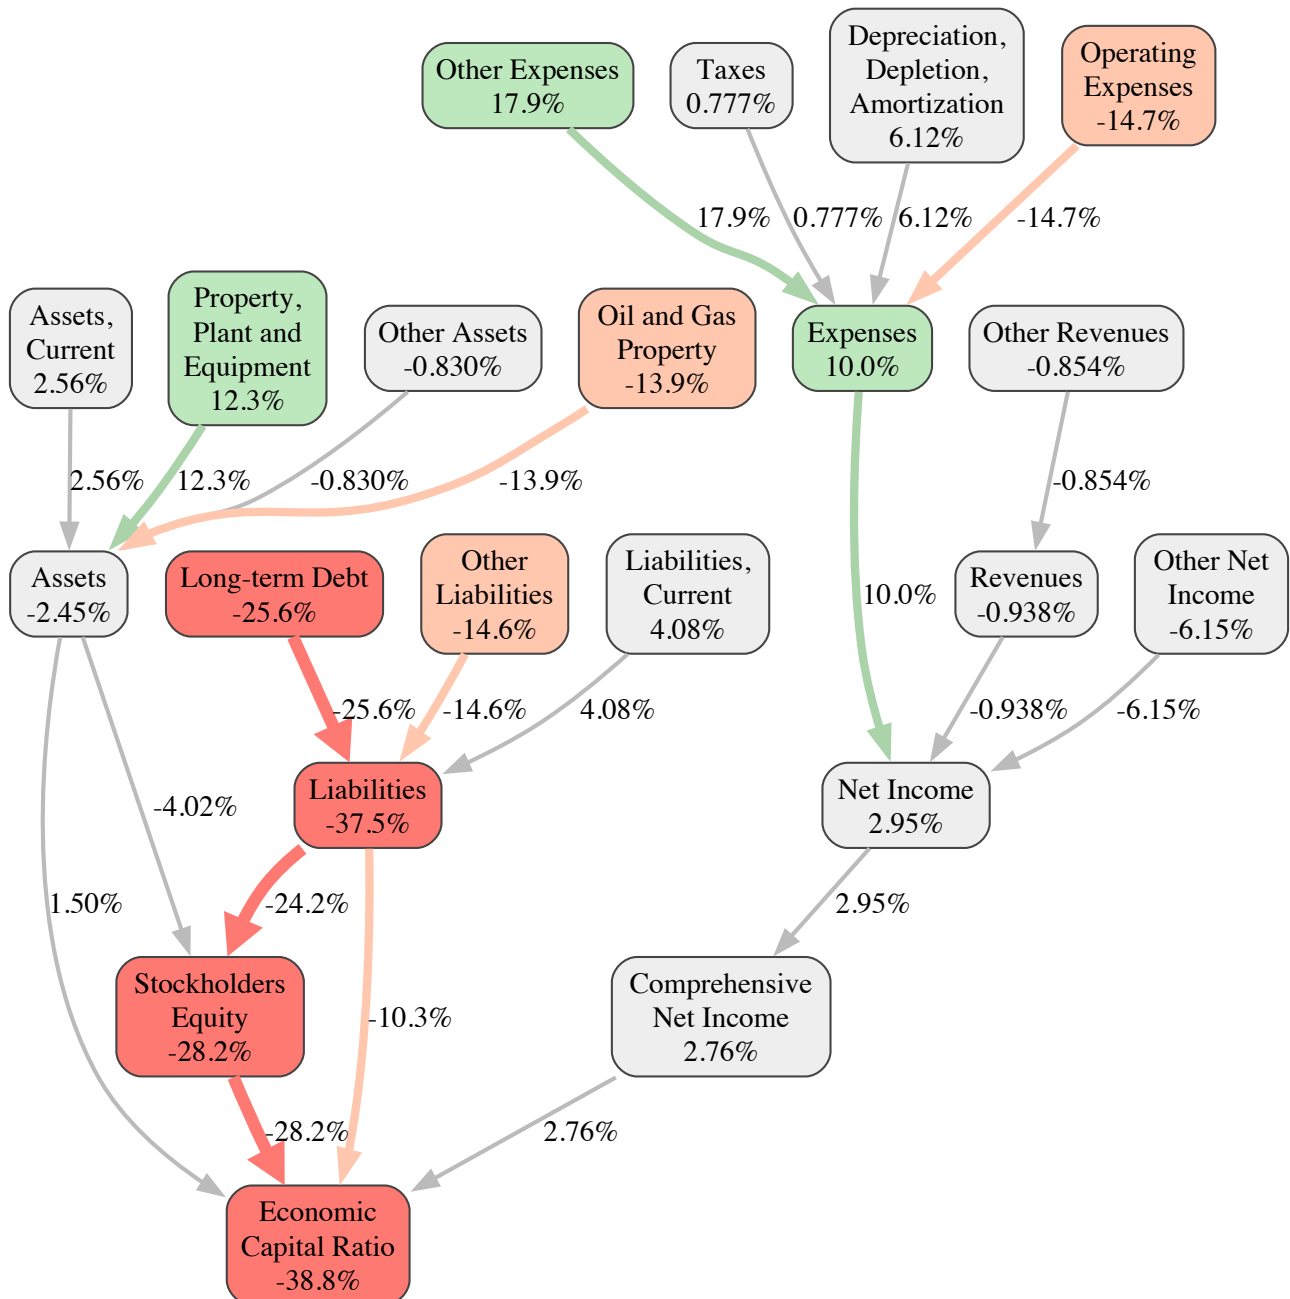 Other Expenses
17.9%
Taxes
0.777%
Depreciation,
Depletion,
Amortization
6.12%
Operating
Expenses
-14.7%
17.9%
0.777%
6.12%
-14.7%
Assets,
Current
2.56%
Property,
Plant and
Equipment
12.3%
Other Assets
-0.830%
Oil and Gas
Property
-13.9%
Expenses
10.0%
Other Revenues
-0.854%
2.56%
12.3%
-0.830%
-13.9%
-0.854%
Assets
-2.45%
Long-term Debt
-25.6%
Other
Liabilities
-14.6%
Liabilities,
Current
4.08%
10.0%
Revenues
-0.938%
Other Net
Income
-6.15%
-25.6%
-14.6%
4.08%
-0.938%
-6.15%
-4.02%
Liabilities
-37.5%
Net Income
2.95%
1.50%
-24.2%
2.95%
Stockholders
Equity
-28.2%
-10.3%
Comprehensive
Net Income
2.76%
-28.2%
2.76%
Economic
Capital Ratio
-38.8%